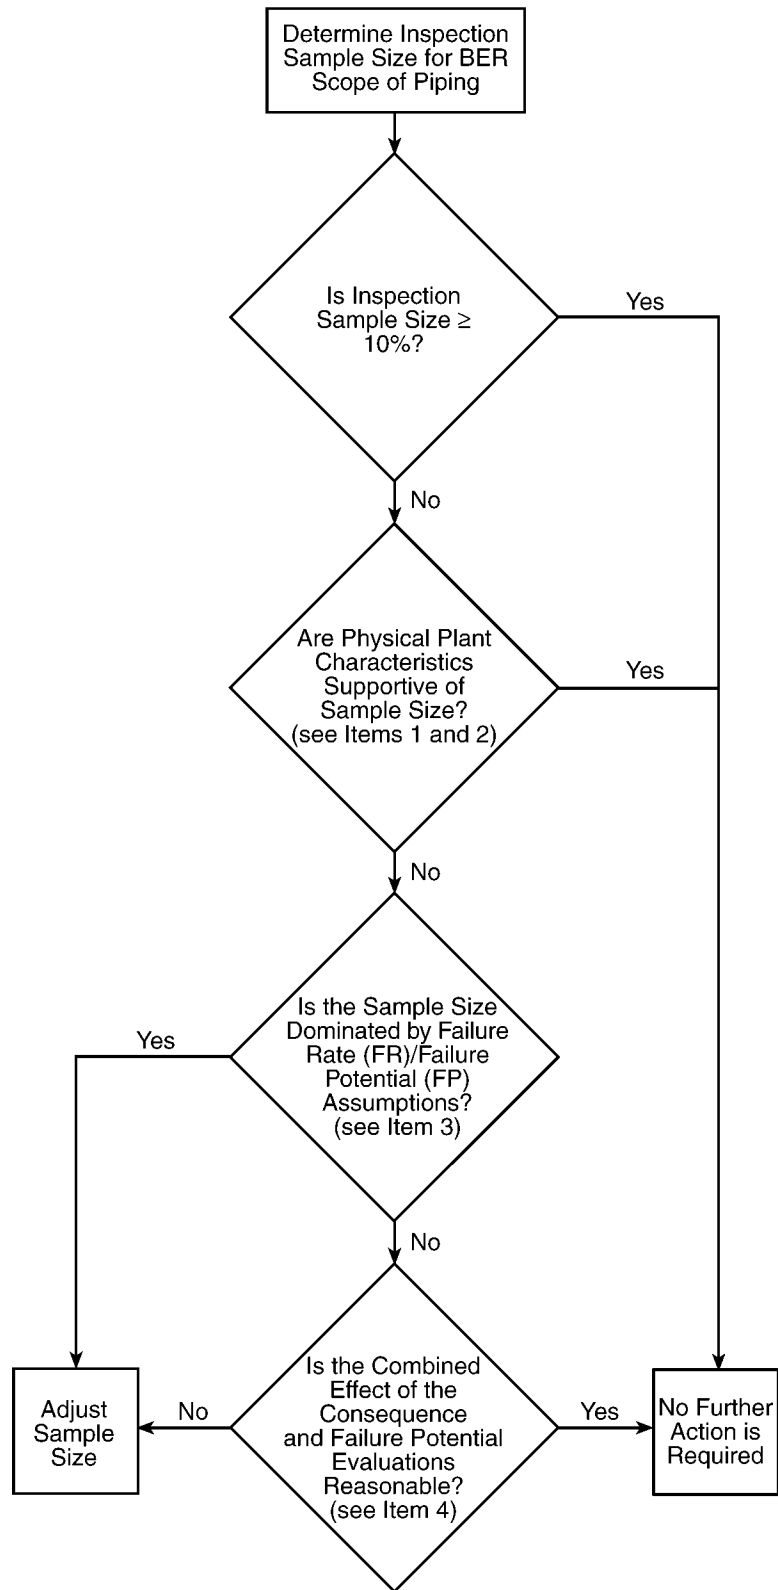 Determine Inspection
Sample Size for BER
Scope of Piping
Is Inspection
Sample Size ≥
10%?
Yes
No
Are Physical Plant
Characteristics
Supportive of
Sample Size?
(see Items 1 and 2)
Yes
No
Is the Sample Size
Dominated by Failure
Rate (FR)/Failure
Potential (FP)
Assumptions?
(see Item 3)
Yes
No
Is the Combined
Effect of the
Consequence
and Failure Potential
Evaluations
Reasonable?
(see Item 4)
No
Yes
Adjust
Sample
Size
No Further
Action is
Required